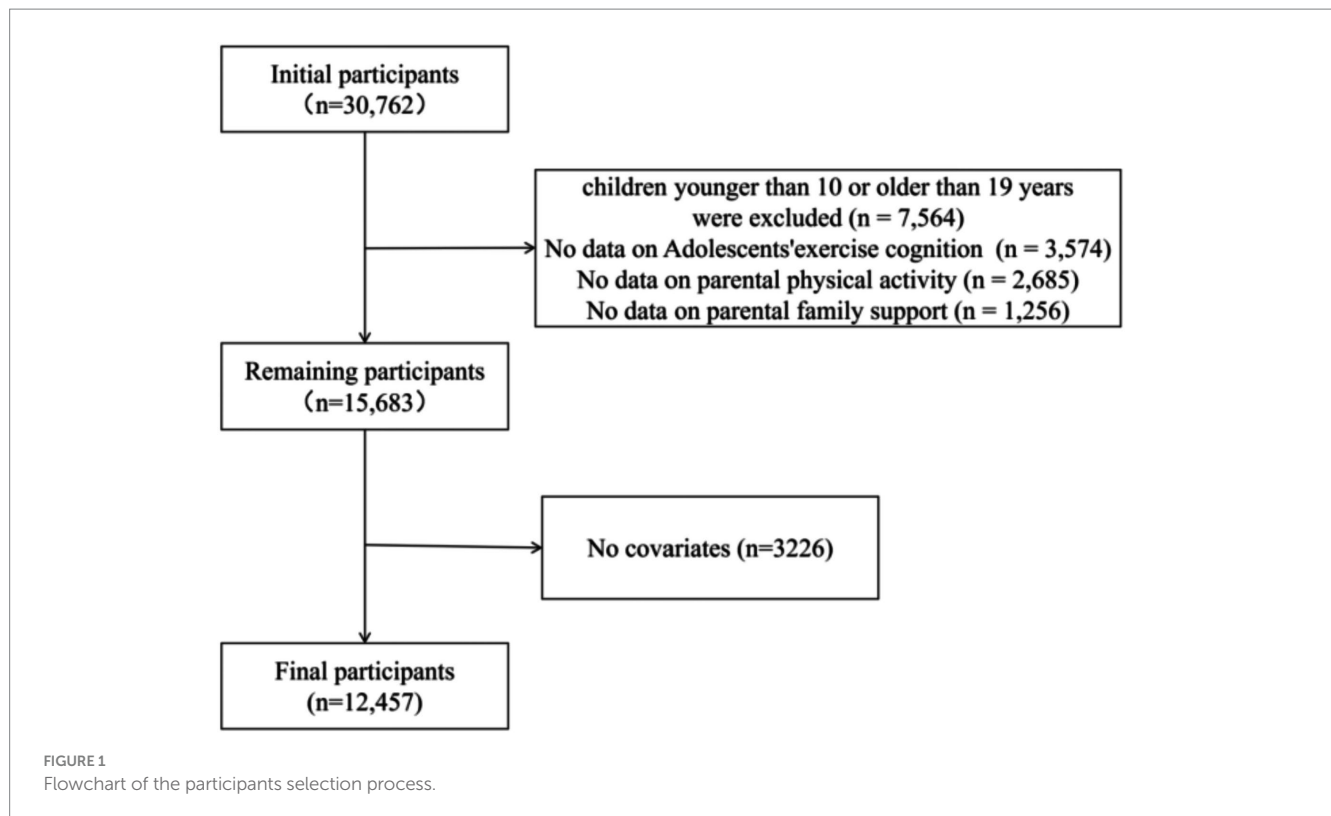 Initial participants
（n=30,762）
children younger than 10 or older than 19 years
were excluded (n = 7,564)
No data on Adolescents'exercise cognition (n = 3,574)
No data on parental physical activity (n = 2,685)
No data on parental family support (n = 1,256)
Remaining participants
（n=15,683）
No covariates (n=3226)
Final participants
(n=12,457)
FIGURE 1
Flowchart of the participants selection process.